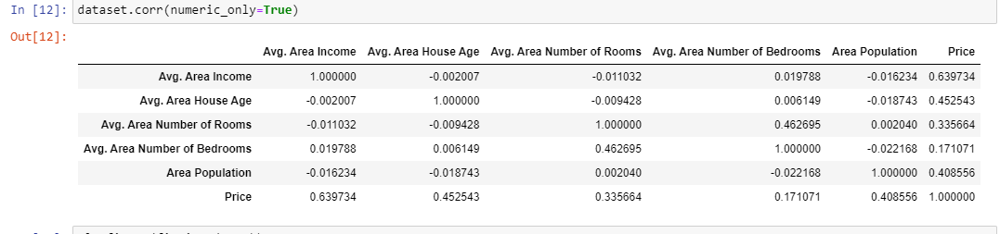 In [12]: dataset.corr(numeric_only=True)
Out[12]:
Avg. Area Income Avg. Area House Age Avg. Area Number of Rooms Avg. Area Number of Bedrooms Area Population Price
Avg. Area Income 1.000000 -0.002007 -0.011032 0.019788 -0.016234 0.639734
Avg. Area House Age -0.002007 1.000000 -0.009428 0.006149 -0.018743 0.452543
Avg. Area Number of Rooms -0.011032 -0.009428 1.000000 0.462695 0.002040 0.335664
Avg. Area Number of Bedrooms 0.019788 0.006149 0.462695 1.000000 -0.022168 0.171071
Area Population -0.016234 -0.018743 0.002040 -0.022168 1.000000 0.408556
Price 0.639734 0.452543 0.335664 0.171071 0.408556 1.000000